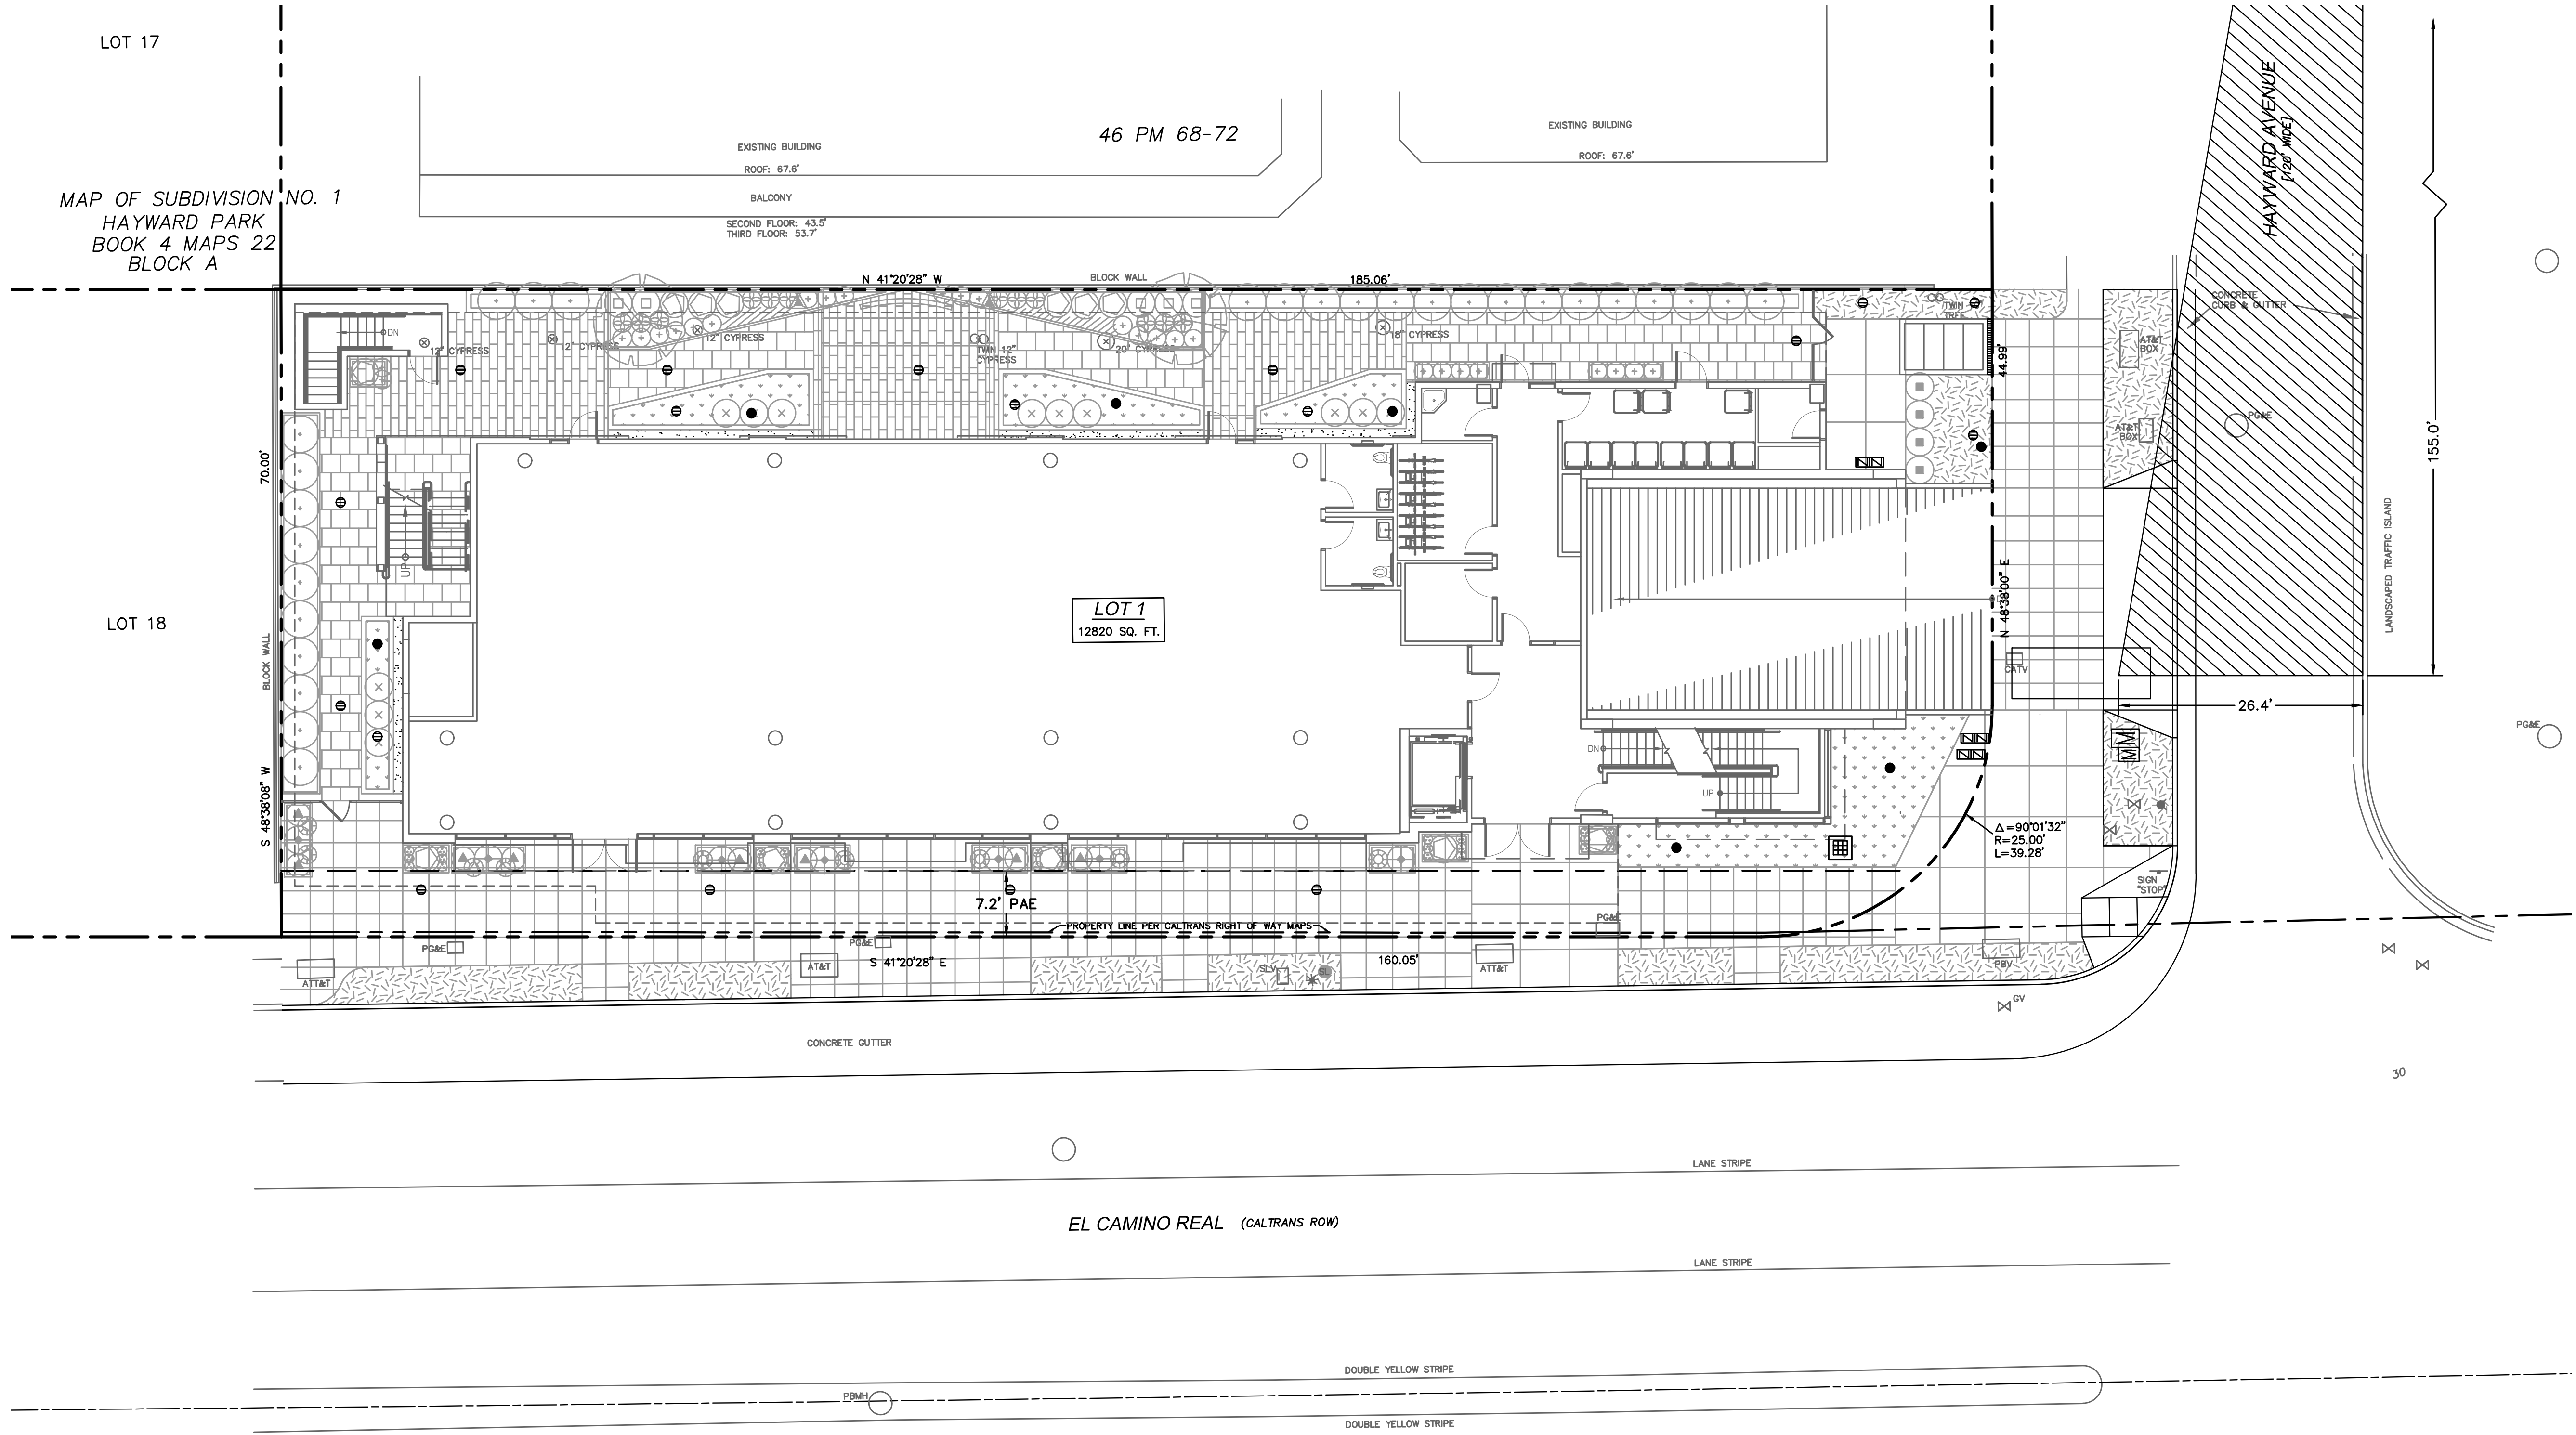 LOT 17
HAYWARD AVENUE
[120' WIDE]
46 PM 68-72
EXISTING BUILDING
ROOF: 67.6'
BALCONY
SECOND FLOOR: 43.5'
THIRD FLOOR: 53.7'
EXISTING BUILDING
ROOF: 67.6'
MAP OF SUBDIVISION NO. 1
HAYWARD PARK
BOOK 4 MAPS 22
BLOCK A
N 41°20'28" W
BLOCK WALL
185.06'
CONCRETE
CURB & GUTTER
TWIN
TREE
DN
12" CYPRESS
12" CYPRESS
12" CYPRESS
TWIN 12"
CYPRESS
20" CYPRESS
18" CYPRESS
44.99'
AT&T
BOX
AT&T
BOX
PG&E
155.0'
70.00'
LANDSCAPED TRAFFIC ISLAND
UP
LOT 1
12820 SQ. FT.
N 48°38'00" E
LOT 18
BLOCK WALL
CATV
26.4'
PG&E
S 48°38'08" W
DN
UP
Δ=90°01'32"
R=25.00'
L=39.28'
SIGN
"STOP"
7.2' PAE
PROPERTY LINE PER CALTRANS RIGHT OF WAY MAPS
PG&E
PG&E
PG&E
ATT&T
AT&T
S 41°20'28" E
SLV
SL
160.05'
ATT&T
PBV
GV
CONCRETE GUTTER
30
LANE STRIPE
EL CAMINO REAL (CALTRANS ROW)
LANE STRIPE
DOUBLE YELLOW STRIPE
PBMH
DOUBLE YELLOW STRIPE